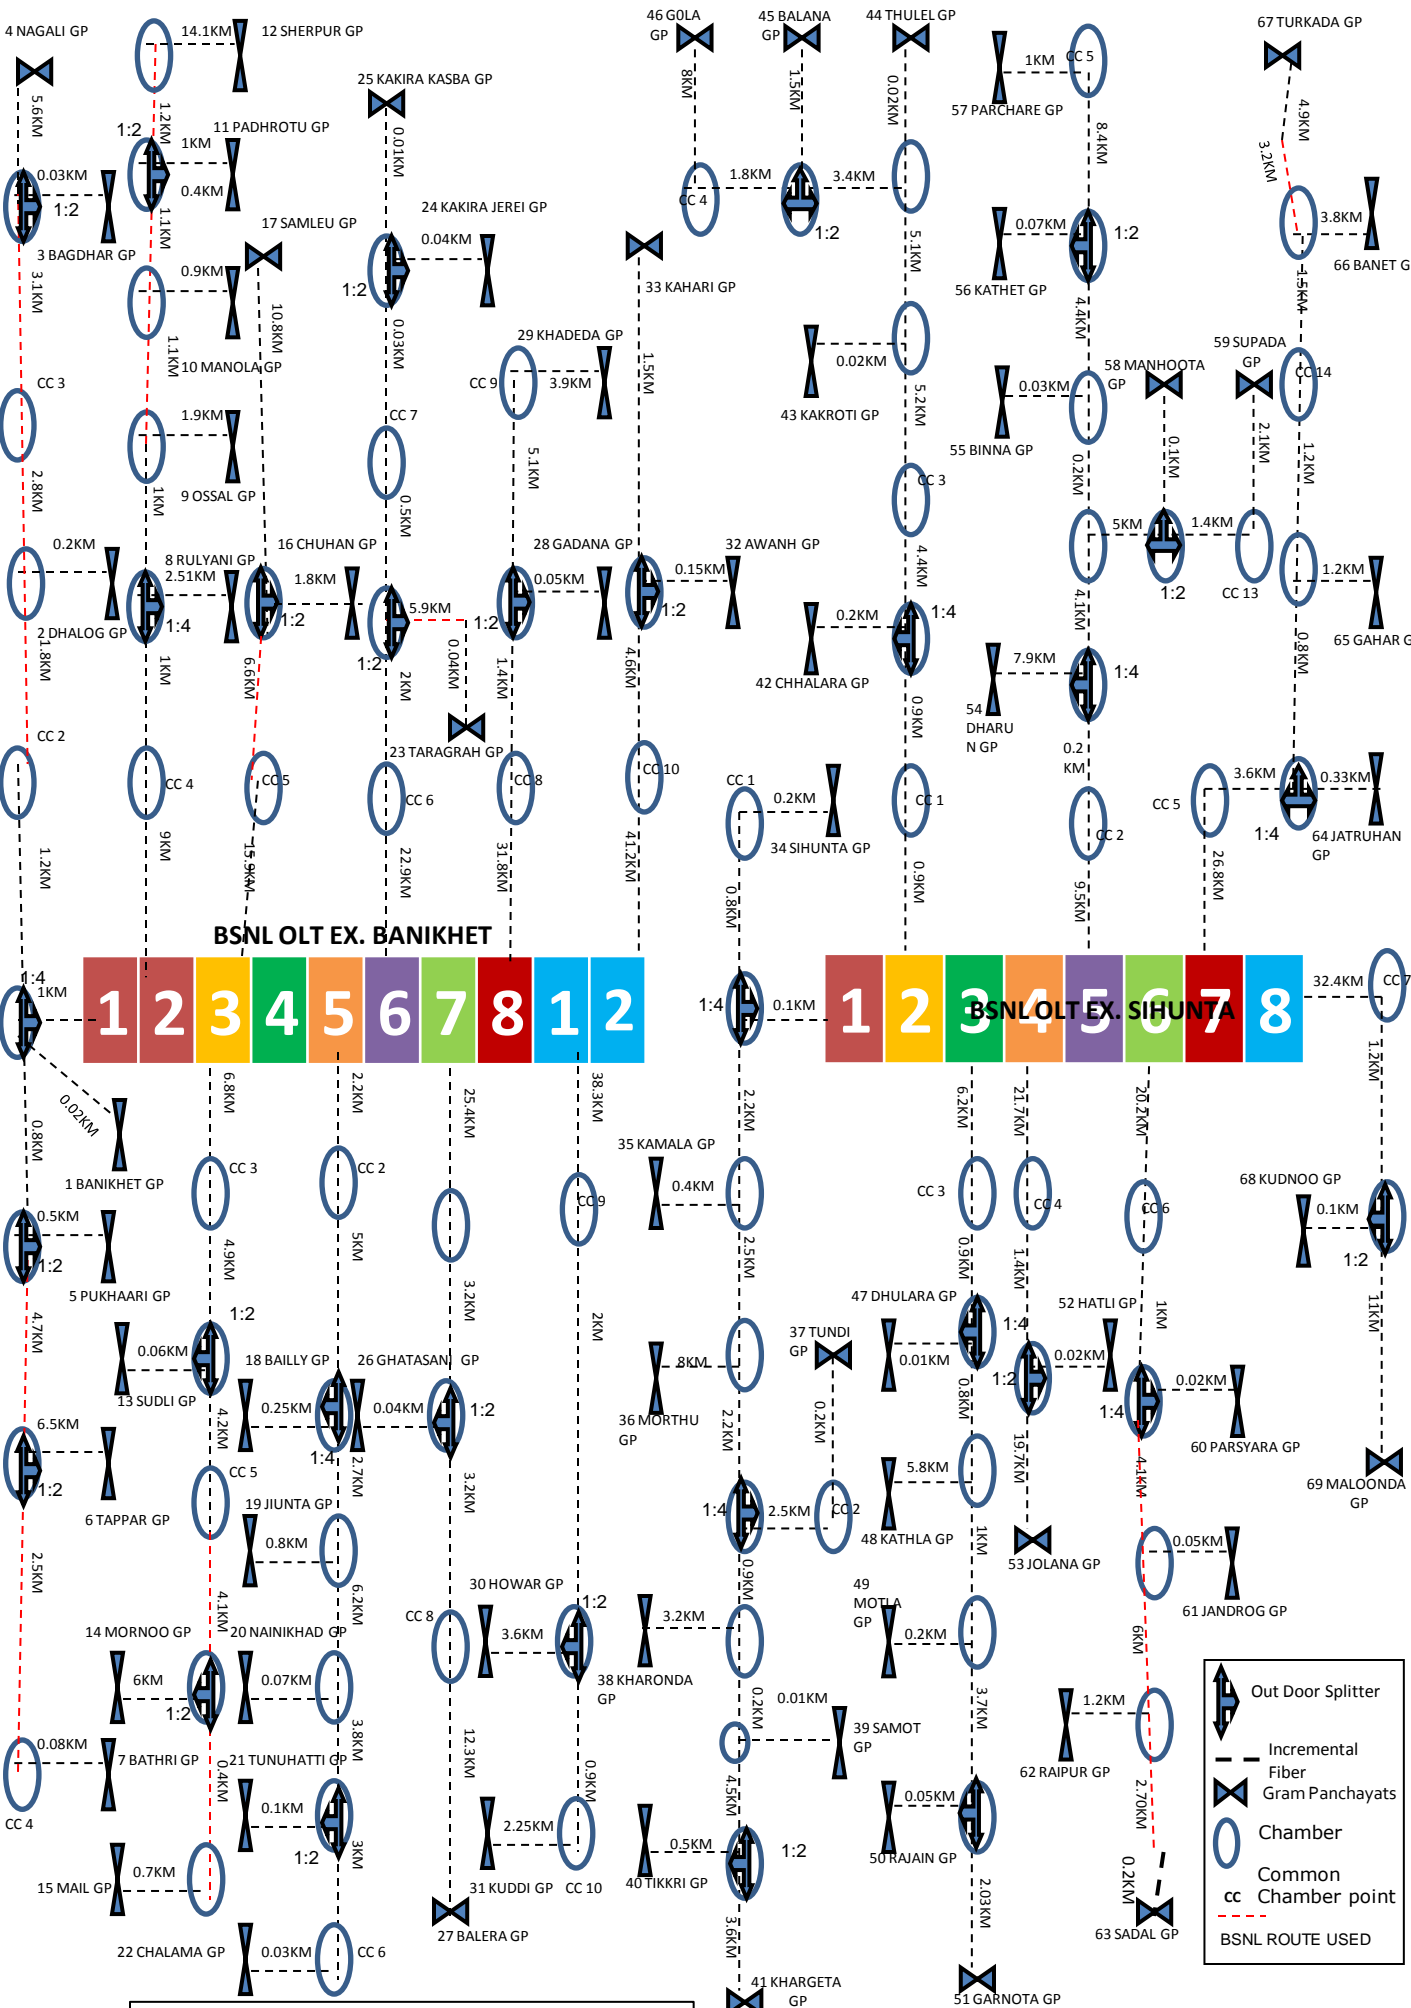 4 NAGALI GP
5.6KM
0.03KM
1:2
3 BAGDHAR GP
3.1KM
CC 3
2.8KM
0.2KM
2 DHALOG GP
1.8KM
CC 2
1.2KM
14.1KM
12 SHERPUR GP
1.2KM
1:2
11 PADHROTU GP
1KM
0.4KM
1.1KM
0.9KM
10 MANOLA GP
1.1KM
1.9KM
9 OSSAL GP
1KM
8 RULYANI GP
2.51KM
1:4
1KM
CC 4
9KM
17 SAMLEU GP
10.8KM
16 CHUHAN GP
1.8KM
1:2
6.6KM
CC 5
15.9KM
25 KAKIRA KASBA GP
0.01KM
24 KAKIRA JEREI GP
0.04KM
1:2
0.03KM
CC 7
0.5KM
5.9KM
1:2
0.04KM
23 TARAGRAH GP
2KM
CC 6
22.9KM
29 KHADEDA GP
CC 9
3.9KM
5.1KM
28 GADANA GP
0.05KM
1:2
1.4KM
CC 8
31.8KM
33 KAHARI GP
1.5KM
32 AWANH GP
0.15KM
1:2
4.6KM
CC 10
41.2KM
46 G0LA
GP
8KM
CC 4
1.8KM
45 BALANA
GP
1.5KM
1:2
3.4KM
44 THULEL GP
0.02KM
5.1KM
0.02KM
43 KAKROTI GP
5.2KM
CC 3
4.4KM
0.2KM
1:4
42 CHHALARA GP
0.9KM
CC 1
0.9KM
CC 1
0.2KM
34 SIHUNTA GP
0.8KM
CC 5
1KM
57 PARCHARE GP
8.4KM
0.07KM
1:2
56 KATHET GP
4.4KM
0.03KM
55 BINNA GP
0.2KM
58 MANHOOTA
GP
0.1KM
5KM
1:2
1.4KM
59 SUPADA
GP
2.1KM
CC 13
4.1KM
7.9KM
1:4
54
DHARU
N GP
0.2
KM
CC 2
9.5KM
67 TURKADA GP
4.9KM
3.2KM
3.8KM
66 BANET G
1.5KM
CC 14
1.2KM
1.2KM
65 GAHAR G
0.8KM
3.6KM
0.33KM
CC 5
1:4
64 JATRUHAN
GP
26.8KM
BSNL OLT EX. BANIKHET
1 2 3 4 5 6 7 8 1 2
1:4
1KM
0.02KM
1 BANIKHET GP
0.8KM
0.5KM
1:2
5 PUKHAARI GP
4.7KM
6.5KM
1:2
6 TAPPAR GP
2.5KM
0.08KM
7 BATHRI GP
CC 4
6.8KM
CC 3
4.9KM
1:2
0.06KM
13 SUDLI GP
4.2KM
CC 5
4.1KM
14 MORNOO GP
6KM
1:2
0.4KM
0.7KM
15 MAIL GP
2.2KM
CC 2
5KM
18 BAILLY GP
0.25KM
1:4
2.7KM
19 JIUNTA GP
0.8KM
6.2KM
20 NAINIKHAD GP
0.07KM
3.8KM
21 TUNUHATTI GP
0.1KM
1:2
3KM
22 CHALAMA GP
0.03KM
CC 6
25.4KM
3.2KM
26 GHATASANI GP
0.04KM
1:2
3.2KM
CC 8
12.3KM
27 BALERA GP
38.3KM
CC 9
2KM
30 HOWAR GP
1:2
3.6KM
0.9KM
2.25KM
31 KUDDI GP
CC 10
BSNL OLT EX. SIHUNTA
1 2 3 4 5 6 7 8
1:4
0.1KM
2.2KM
35 KAMALA GP
0.4KM
2.5KM
8KM
36 MORTHU
GP
2.2KM
37 TUNDI
GP
0.2KM
1:4
2.5KM
CC 2
0.9KM
3.2KM
38 KHARONDA
GP
0.2KM
0.01KM
39 SAMOT
GP
4.5KM
0.5KM
1:2
40 TIKKRI GP
3.6KM
41 KHARGETA
GP
6.2KM
CC 3
0.9KM
47 DHULARA GP
1:4
0.01KM
0.8KM
5.8KM
48 KATHLA GP
1KM
49
MOTLA
GP
0.2KM
3.7KM
0.05KM
50 RAJAIN GP
2.03KM
51 GARNOTA GP
21.7KM
CC 4
1.4KM
52 HATLI GP
0.02KM
1:2
19.7KM
53 JOLANA GP
20.2KM
CC 6
1KM
0.02KM
1:4
60 PARSYARA GP
4.1KM
0.05KM
61 JANDROG GP
6KM
1.2KM
62 RAIPUR GP
2.70KM
0.2KM
63 SADAL GP
32.4KM
CC 7
1.2KM
68 KUDNOO GP
0.1KM
1:2
11KM
69 MALOONDA
GP
Out Door Splitter
Incremental
Fiber
Gram Panchayats
Chamber
Common
CC Chamber point
BSNL ROUTE USED